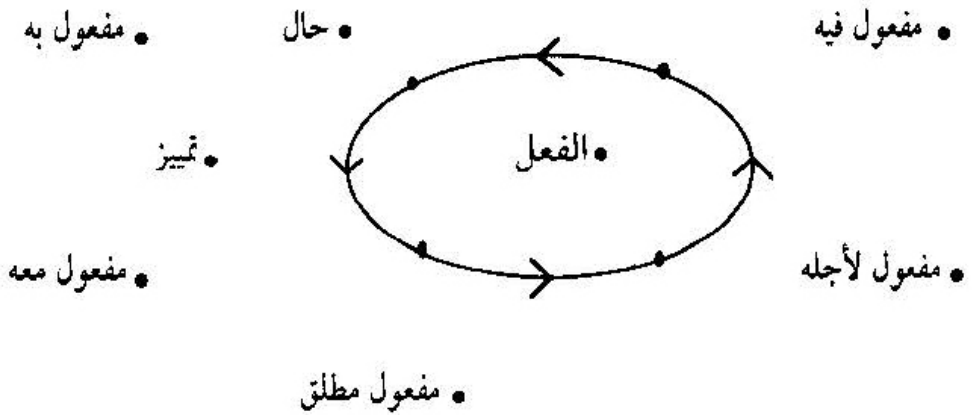 • مفعول فيه
• حال
• مفعول به
• الفعل
• تمييز
• مفعول لأجله
• مفعول معه
• مفعول مطلق